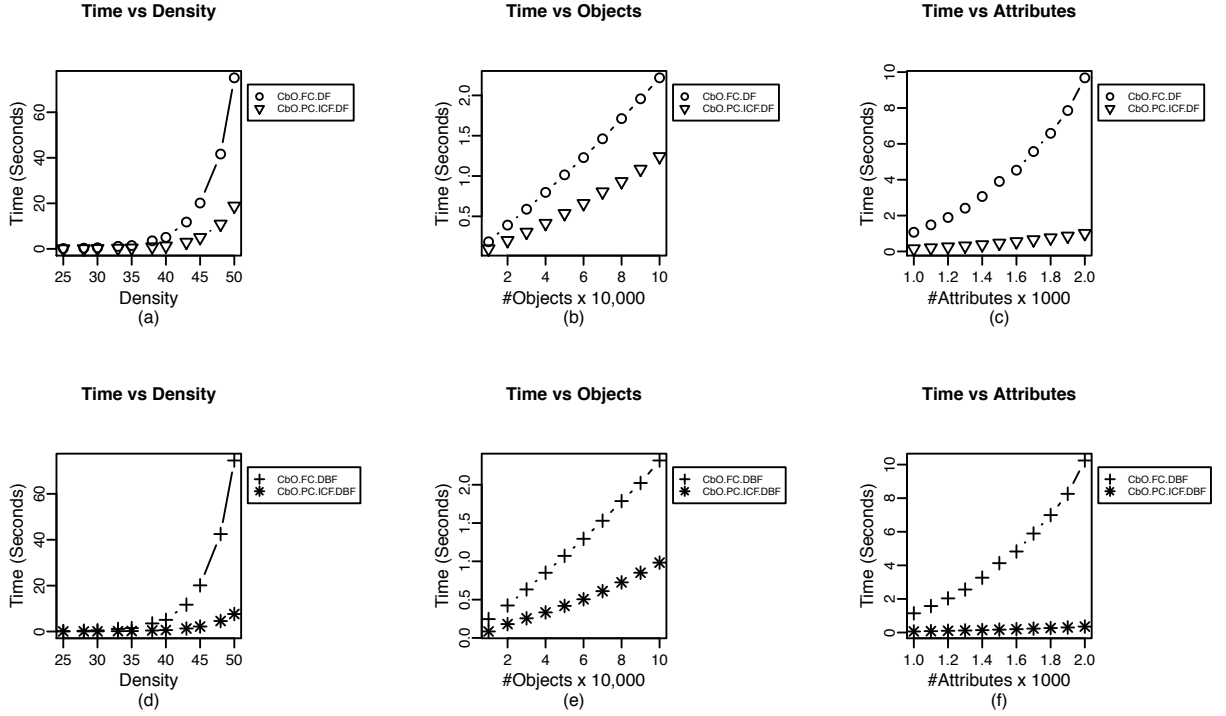 Time vs Density
Time (Seconds)
0 20 40 60
25 30 35 40 45 50
Density
(a)
CbO.FC.DF
CbO.PC.ICF.DF
Time vs Objects
Time (Seconds)
0.5 1.0 1.5 2.0
2 4 6 8 10
#Objects x 10,000
(b)
CbO.FC.DF
CbO.PC.ICF.DF
Time vs Attributes
Time (Seconds)
0 2 4 6 8 10
1.0 1.2 1.4 1.6 1.8 2.0
#Attributes x 1000
(c)
CbO.FC.DF
CbO.PC.ICF.DF
Time vs Density
Time (Seconds)
0 20 40 60
25 30 35 40 45 50
Density
(d)
CbO.FC.DBF
CbO.PC.ICF.DBF
Time vs Objects
Time (Seconds)
0.0 0.5 1.0 1.5 2.0
2 4 6 8 10
#Objects x 10,000
(e)
CbO.FC.DBF
CbO.PC.ICF.DBF
Time vs Attributes
Time (Seconds)
0 2 4 6 8 10
1.0 1.2 1.4 1.6 1.8 2.0
#Attributes x 1000
(f)
CbO.FC.DBF
CbO.PC.ICF.DBF